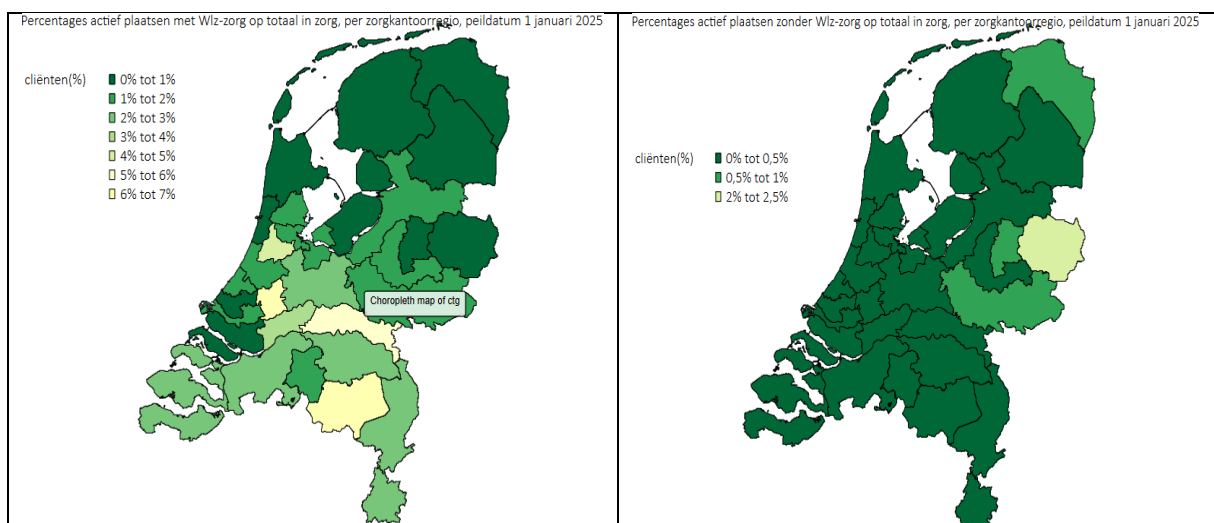 Percentages actief plaatsen met Wlz-zorg op totaal in zorg, per zorgkantoorregio, peildatum 1 januari 2025
cliënten(%)
0% tot 1%
1% tot 2%
2% tot 3%
3% tot 4%
4% tot 5%
5% tot 6%
6% tot 7%
Choropleth map of ctg
Percentages actief plaatsen zonder Wlz-zorg op totaal in zorg, per zorgkantoorregio, peildatum 1 januari 2025
cliënten(%)
0% tot 0,5%
0,5% tot 1%
2% tot 2,5%